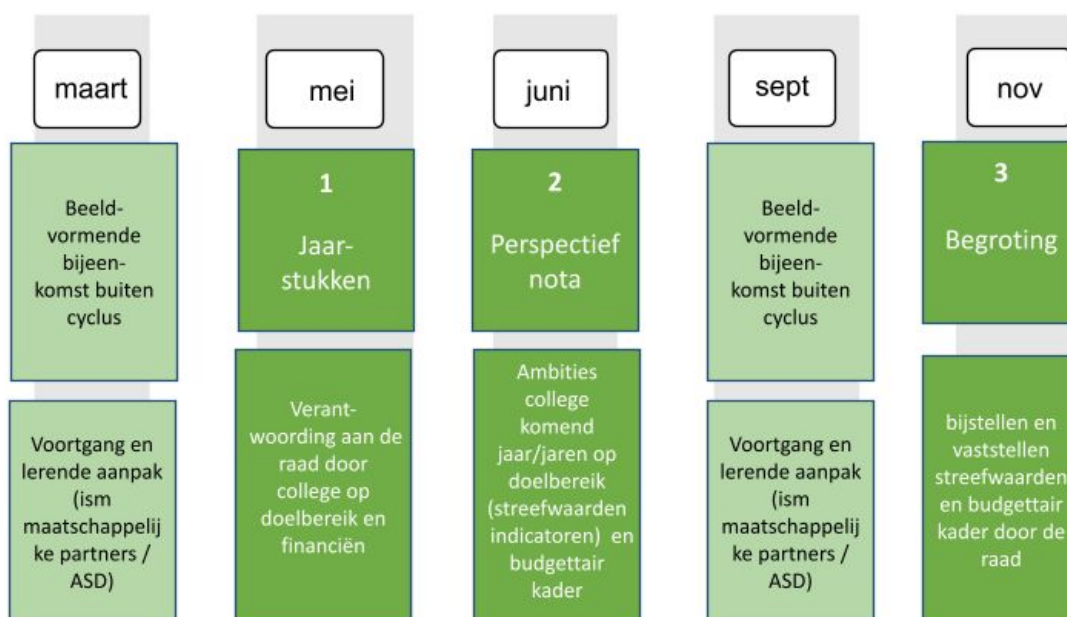 maart
mei
juni
sept
nov
Beeld-
vormende
bijeen-
komst buiten
cyclus
1
Jaar-
stukken
2
Perspectief
nota
Beeld-
vormende
bijeen-
komst buiten
cyclus
3
Begroting
Voortgang en
lerende aanpak
(ism
maatschappelij
ke partners /
ASD)
Verant-
woording aan de
raad door
college op
doelbereik en
financiën
Ambities
college
komend
jaar/jaren op
doelbereik
(streefwaarden
indicatoren) en
budgettair
kader
Voortgang en
lerende aanpak
(ism
maatschappelij
ke partners /
ASD)
bijstellen en
vaststellen
streefwaarden
en budgettair
kader door de
raad